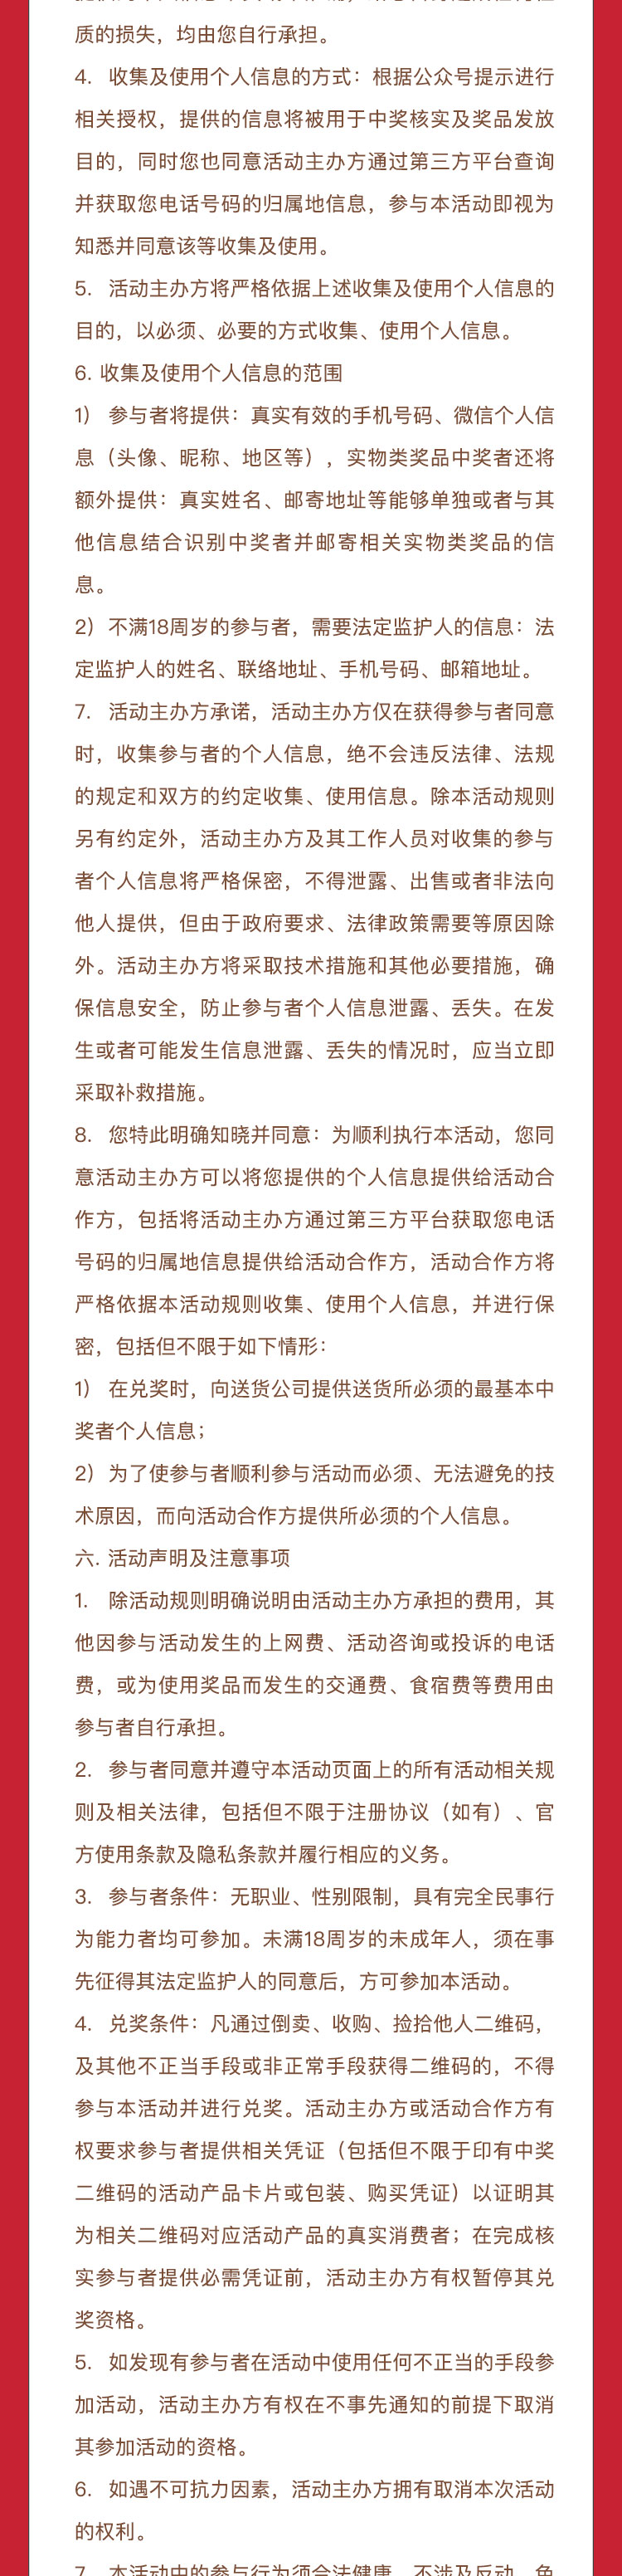 质的损失，均由您自行承担。
4. 收集及使用个人信息的方式：根据公众号提示进行
相关授权，提供的信息将被用于中奖核实及奖品发放
目的，同时您也同意活动主办方通过第三方平台查询
并获取您电话号码的归属地信息，参与本活动即视为
知悉并同意该等收集及使用。
5. 活动主办方将严格依据上述收集及使用个人信息的
目的，以必须、必要的方式收集、使用个人信息。
6. 收集及使用个人信息的范围
1） 参与者将提供：真实有效的手机号码、微信个人信
息（头像、昵称、地区等），实物类奖品中奖者还将
额外提供：真实姓名、邮寄地址等能够单独或者与其
他信息结合识别中奖者并邮寄相关实物类奖品的信
息。
2）不满18周岁的参与者，需要法定监护人的信息：法
定监护人的姓名、联络地址、手机号码、邮箱地址。
7. 活动主办方承诺，活动主办方仅在获得参与者同意
时，收集参与者的个人信息，绝不会违反法律、法规
的规定和双方的约定收集、使用信息。除本活动规则
另有约定外，活动主办方及其工作人员对收集的参与
者个人信息将严格保密，不得泄露、出售或者非法向
他人提供，但由于政府要求、法律政策需要等原因除
外。活动主办方将采取技术措施和其他必要措施，确
保信息安全，防止参与者个人信息泄露、丢失。在发
生或者可能发生信息泄露、丢失的情况时，应当立即
采取补救措施。
8. 您特此明确知晓并同意：为顺利执行本活动，您同
意活动主办方可以将您提供的个人信息提供给活动合
作方，包括将活动主办方通过第三方平台获取您电话
号码的归属地信息提供给活动合作方，活动合作方将
严格依据本活动规则收集、使用个人信息，并进行保
密，包括但不限于如下情形：
1） 在兑奖时，向送货公司提供送货所必须的最基本中
奖者个人信息；
2）为了使参与者顺利参与活动而必须、无法避免的技
术原因，而向活动合作方提供所必须的个人信息。
六. 活动声明及注意事项
1. 除活动规则明确说明由活动主办方承担的费用，其
他因参与活动发生的上网费、活动咨询或投诉的电话
费，或为使用奖品而发生的交通费、食宿费等费用由
参与者自行承担。
2. 参与者同意并遵守本活动页面上的所有活动相关规
则及相关法律，包括但不限于注册协议（如有）、官
方使用条款及隐私条款并履行相应的义务。
3. 参与者条件：无职业、性别限制，具有完全民事行
为能力者均可参加。未满18周岁的未成年人，须在事
先征得其法定监护人的同意后，方可参加本活动。
4. 兑奖条件：凡通过倒卖、收购、捡拾他人二维码，
及其他不正当手段或非正常手段获得二维码的，不得
参与本活动并进行兑奖。活动主办方或活动合作方有
权要求参与者提供相关凭证（包括但不限于印有中奖
二维码的活动产品卡片或包装、购买凭证）以证明其
为相关二维码对应活动产品的真实消费者；在完成核
实参与者提供必需凭证前，活动主办方有权暂停其兑
奖资格。
5. 如发现有参与者在活动中使用任何不正当的手段参
加活动，活动主办方有权在不事先通知的前提下取消
其参加活动的资格。
6. 如遇不可抗力因素，活动主办方拥有取消本次活动
的权利。
7. 本活动中的参与行为须合法健康，不涉及反动、色